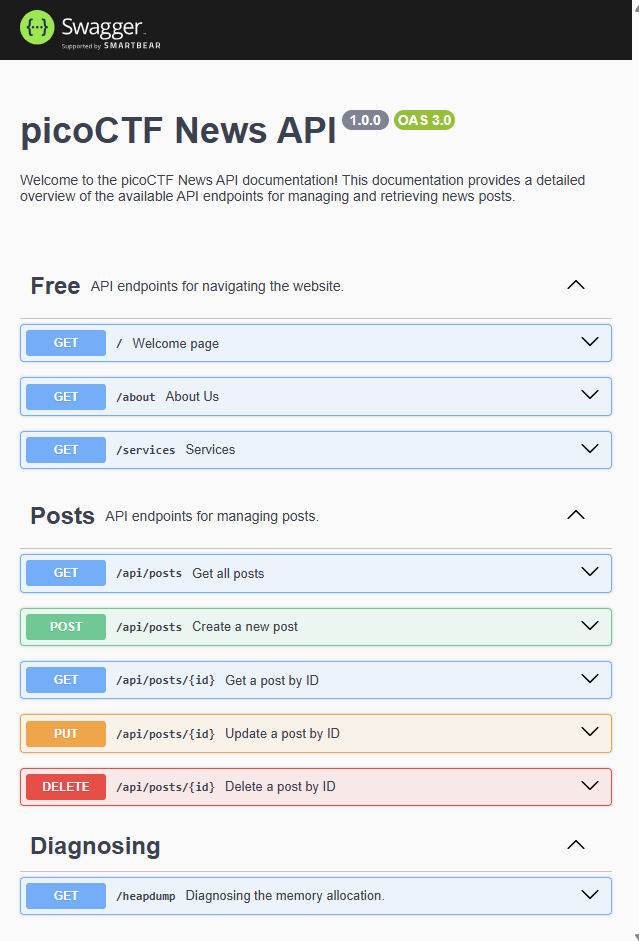 {···} Swagger
Supported by SMARTBEAR
picoCTF News API 1.0.0 OAS 3.0
Welcome to the picoCTF News API documentation! This documentation provides a detailed
overview of the available API endpoints for managing and retrieving news posts.
Free API endpoints for navigating the website.
GET / Welcome page
GET /about About Us
GET /services Services
Posts API endpoints for managing posts.
GET /api/posts Get all posts
POST /api/posts Create a new post
GET /api/posts/{id} Get a post by ID
PUT /api/posts/{id} Update a post by ID
DELETE /api/posts/{id} Delete a post by ID
Diagnosing
GET /heapdump Diagnosing the memory allocation.